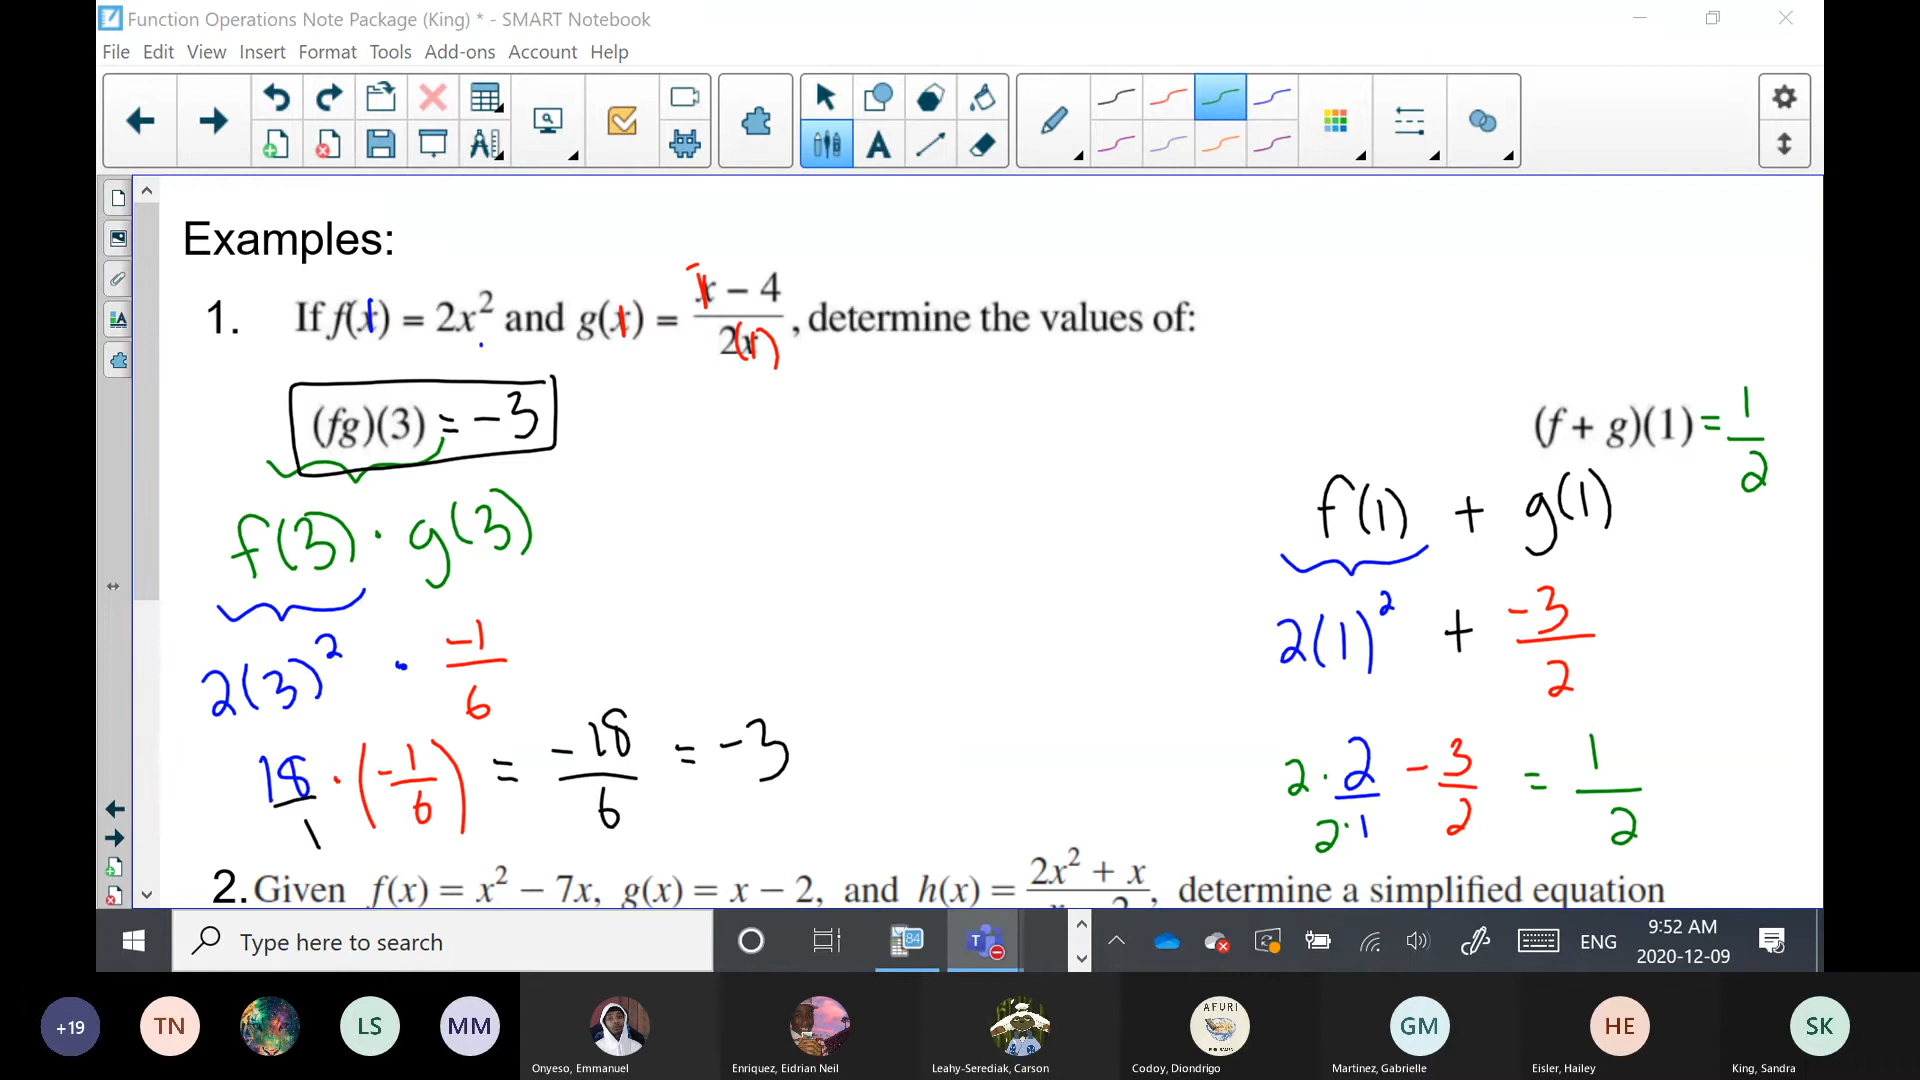 Function Operations Note Package (King) * - SMART Notebook
File Edit View Insert Format Tools Add-ons Account Help
Examples:
1. If f(x) = 2x² and g(x) = (x - 4)/(2x), determine the values of:
(fg)(3) = -3
f(3) · g(3)
2(3)² · -1/6
18/1 · (-1/6) = -18/6 = -3
(f + g)(1) = 1/2
f(1) + g(1)
2(1)² + -3/2
2·2/2·1 - 3/2 = 1/2
2. Given f(x) = x² - 7x, g(x) = x - 2, and h(x) = 2x² + x, determine a simplified equation
Type here to search
84
T
ENG
9:52 AM
2020-12-09
+19
TN
LS
MM
AFURI
GM
HE
SK
Onyeso, Emmanuel
Enriquez, Eidrian Neil
Leahy-Serediak, Carson
Codoy, Diondrigo
Martinez, Gabrielle
Eisler, Hailey
King, Sandra